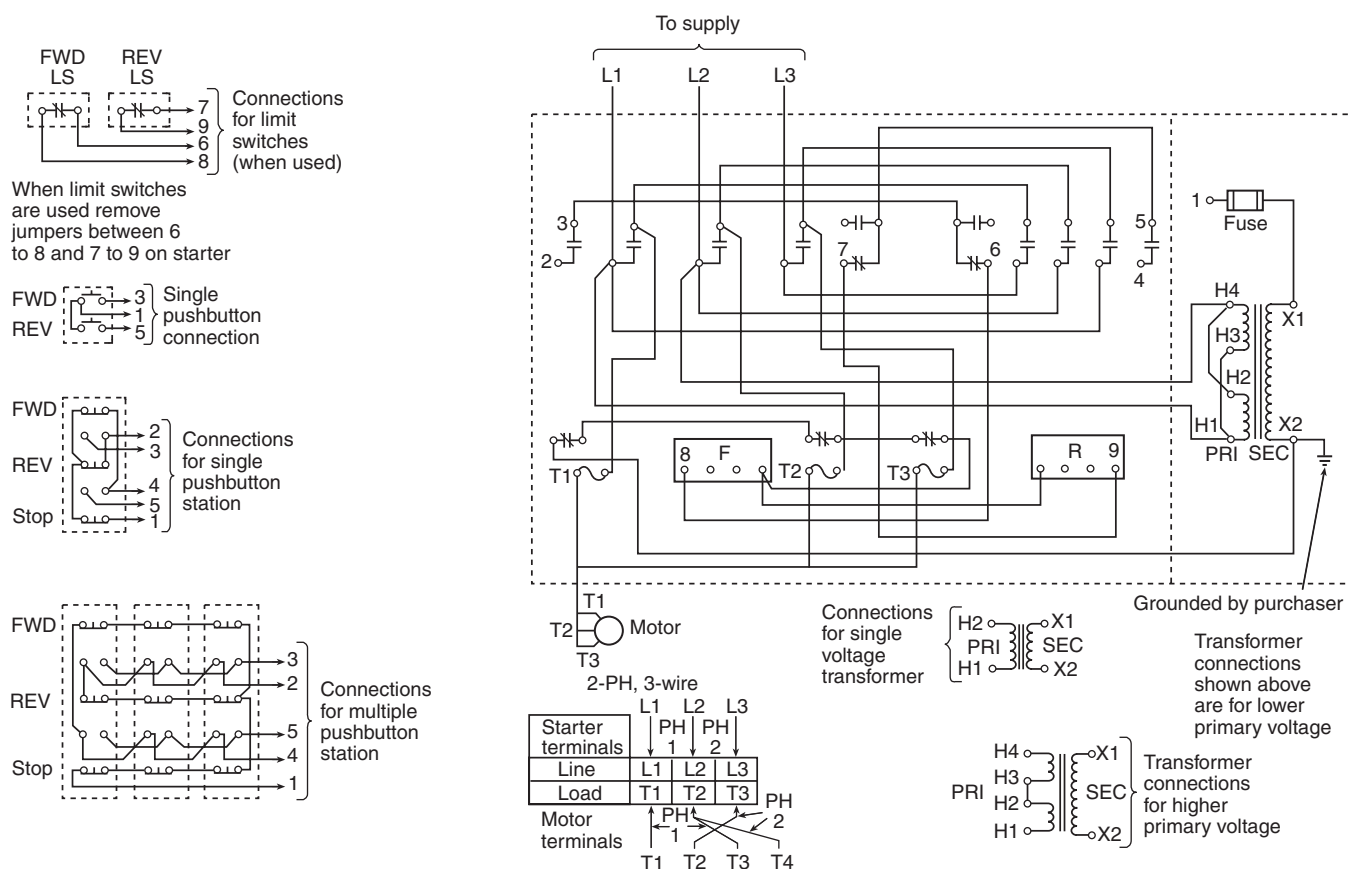 To supply
L1 L2 L3
FWD LS
REV LS
7
9
6
8
Connections
for limit
switches
(when used)
When limit switches
are used remove
jumpers between 6
to 8 and 7 to 9 on starter
FWD
REV
3
1
5
Single
pushbutton
connection
FWD
REV
Stop
2
3
4
5
1
Connections
for single
pushbutton
station
FWD
REV
Stop
3
2
5
4
1
Connections
for multiple
pushbutton
station
3
2
7
6
5
4
1
Fuse
H4
H3
H2
H1
X1
X2
PRI SEC
T1
8 F
T2
T3
R 9
Grounded by purchaser
T1
T2
T3
Motor
Connections
for single
voltage
transformer
H2
H1
PRI
SEC
X1
X2
Transformer
connections
shown above
are for lower
primary voltage
2-PH, 3-wire
L1 L2 L3
PH 1
PH 2
Starter
terminals
Line L1 L2 L3
Load T1 T2 T3
Motor
terminals
PH 1
PH 2
T1 T2 T3 T4
PRI
H4
H3
H2
H1
SEC
X1
X2
Transformer
connections
for higher
primary voltage